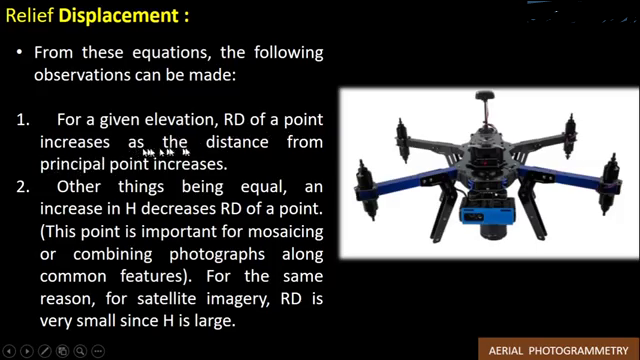 Relief Displacement :
• From these equations, the following
observations can be made:
1. For a given elevation, RD of a point
increases as the distance from
principal point increases.
2. Other things being equal, an
increase in H decreases RD of a point.
(This point is important for mosaicing
or combining photographs along
common features). For the same
reason, for satellite imagery, RD is
very small since H is large.
AERIAL PHOTOGRAMMETRY